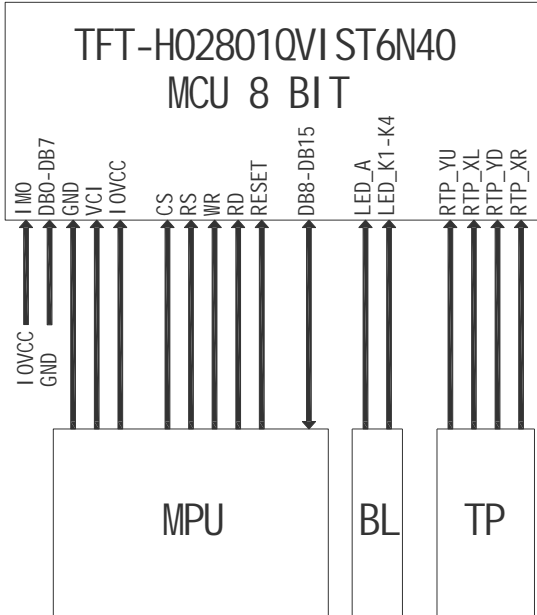 TFT-H02801QVIST6N40
MCU 8 BIT
IM0
DB0-DB7
GND
VCI
IOVCC
CS
RS
WR
RD
RESET
DB8-DB15
LED_A
LED_K1-K4
RTP_YU
RTP_XL
RTP_YD
RTP_XR
IOVCC
GND
MPU
BL
TP